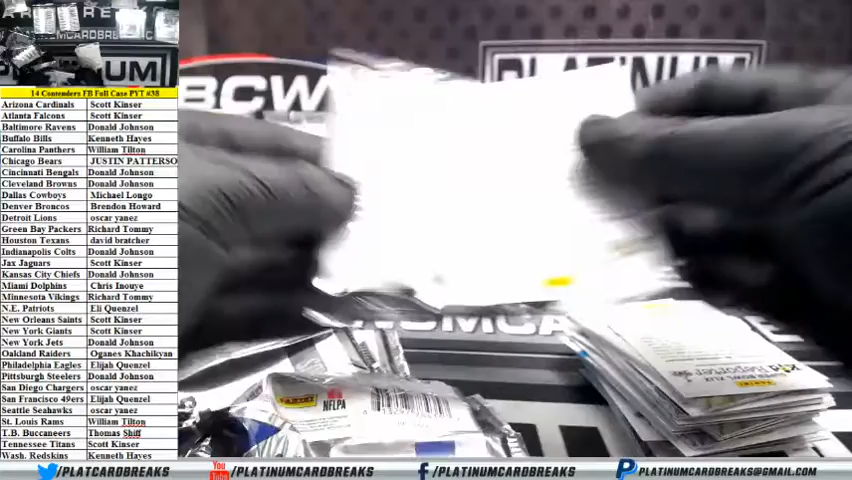 14 Contenders FB Full Case PYT #38
Arizona Cardinals Scott Kinser
Atlanta Falcons Scott Kinser
Baltimore Ravens Donald Johnson
Buffalo Bills Kenneth Hayes
Carolina Panthers William Tilton
Chicago Bears JUSTIN PATTERSO
Cincinnati Bengals Donald Johnson
Cleveland Browns Donald Johnson
Dallas Cowboys Michael Longo
Denver Broncos Brendon Howard
Detroit Lions oscar yanez
Green Bay Packers Richard Tommy
Houston Texans david bratcher
Indianapolis Colts Donald Johnson
Jax Jaguars Scott Kinser
Kansas City Chiefs Donald Johnson
Miami Dolphins Chris Inouye
Minnesota Vikings Richard Tommy
N.E. Patriots Eli Quenzel
New Orleans Saints Scott Kinser
New York Giants Scott Kinser
New York Jets Donald Johnson
Oakland Raiders Oganes Khachikyan
Philadelphia Eagles Elijah Quenzel
Pittsburgh Steelers Donald Johnson
San Diego Chargers oscar yanez
San Francisco 49ers Elijah Quenzel
Seattle Seahawks oscar yanez
St. Louis Rams William Tilton
T.B. Buccaneers Thomas Shiff
Tennessee Titans Scott Kinser
Wash. Redskins Kenneth Hayes
BCW
PLATINUM
PANINI
NFLPA
/PLATCARDBREAKS
You Tube
/PLATINUMCARDBREAKS
/PLATINUMCARDBREAKS
PLATINUMCARDBREAKS@GMAIL.COM